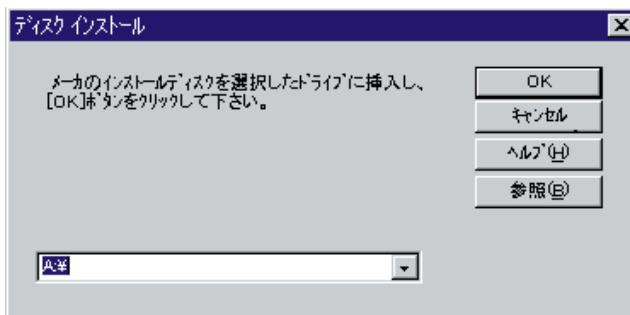 ディスク インストール
メーカのインストールディスクを選択したドライブに挿入し、
[OK]ボタンをクリックして下さい。
OK
キャンセル
ヘルプ(H)
参照(B)
A:¥